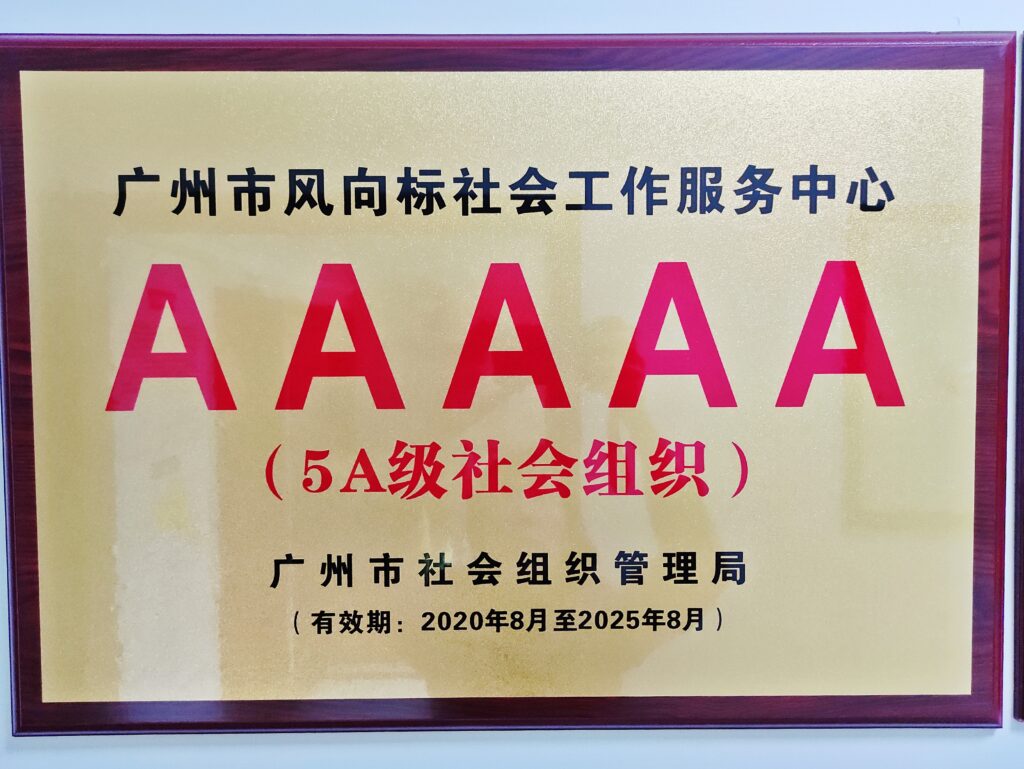 广州市风向标社会工作服务中心
AAAAA
（5A级社会组织）
广州市社会组织管理局
（有效期：2020年8月至2025年8月）